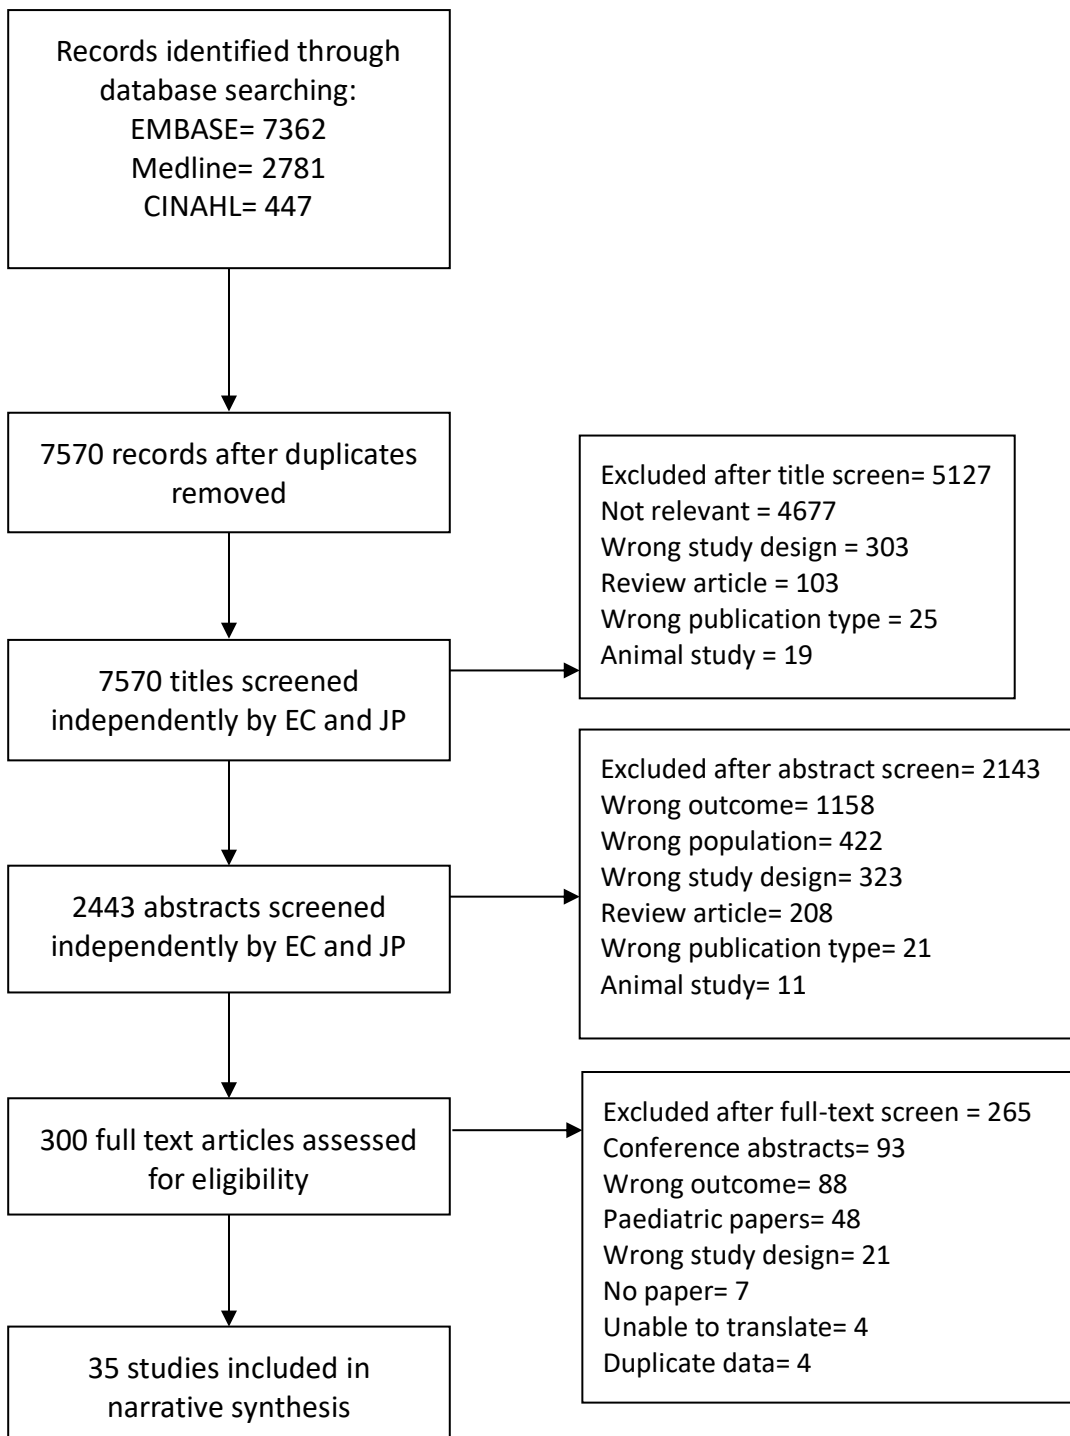 Records identified through
database searching:
EMBASE= 7362
Medline= 2781
CINAHL= 447
7570 records after duplicates
removed
Excluded after title screen= 5127
Not relevant = 4677
Wrong study design = 303
Review article = 103
Wrong publication type = 25
Animal study = 19
7570 titles screened
independently by EC and JP
Excluded after abstract screen= 2143
Wrong outcome= 1158
Wrong population= 422
Wrong study design= 323
Review article= 208
Wrong publication type= 21
Animal study= 11
2443 abstracts screened
independently by EC and JP
300 full text articles assessed
for eligibility
Excluded after full-text screen = 265
Conference abstracts= 93
Wrong outcome= 88
Paediatric papers= 48
Wrong study design= 21
No paper= 7
Unable to translate= 4
Duplicate data= 4
35 studies included in
narrative synthesis